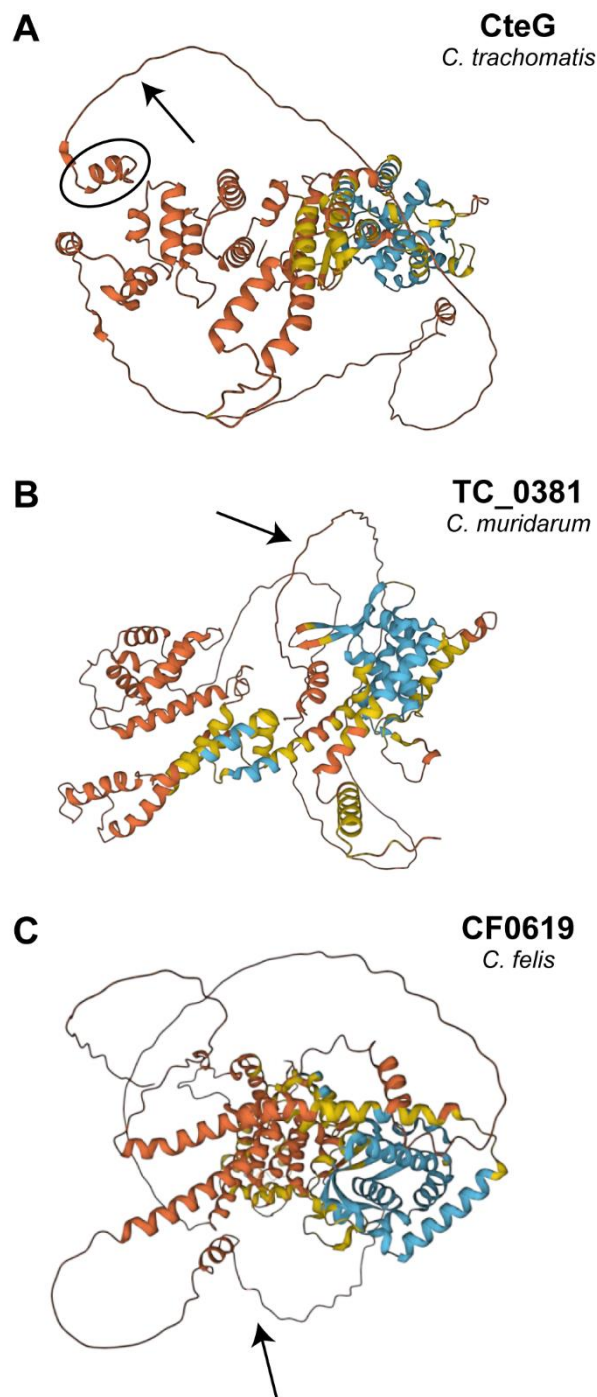 A
CteG
C. trachomatis
B
TC_0381
C. muridarum
C
CF0619
C. felis